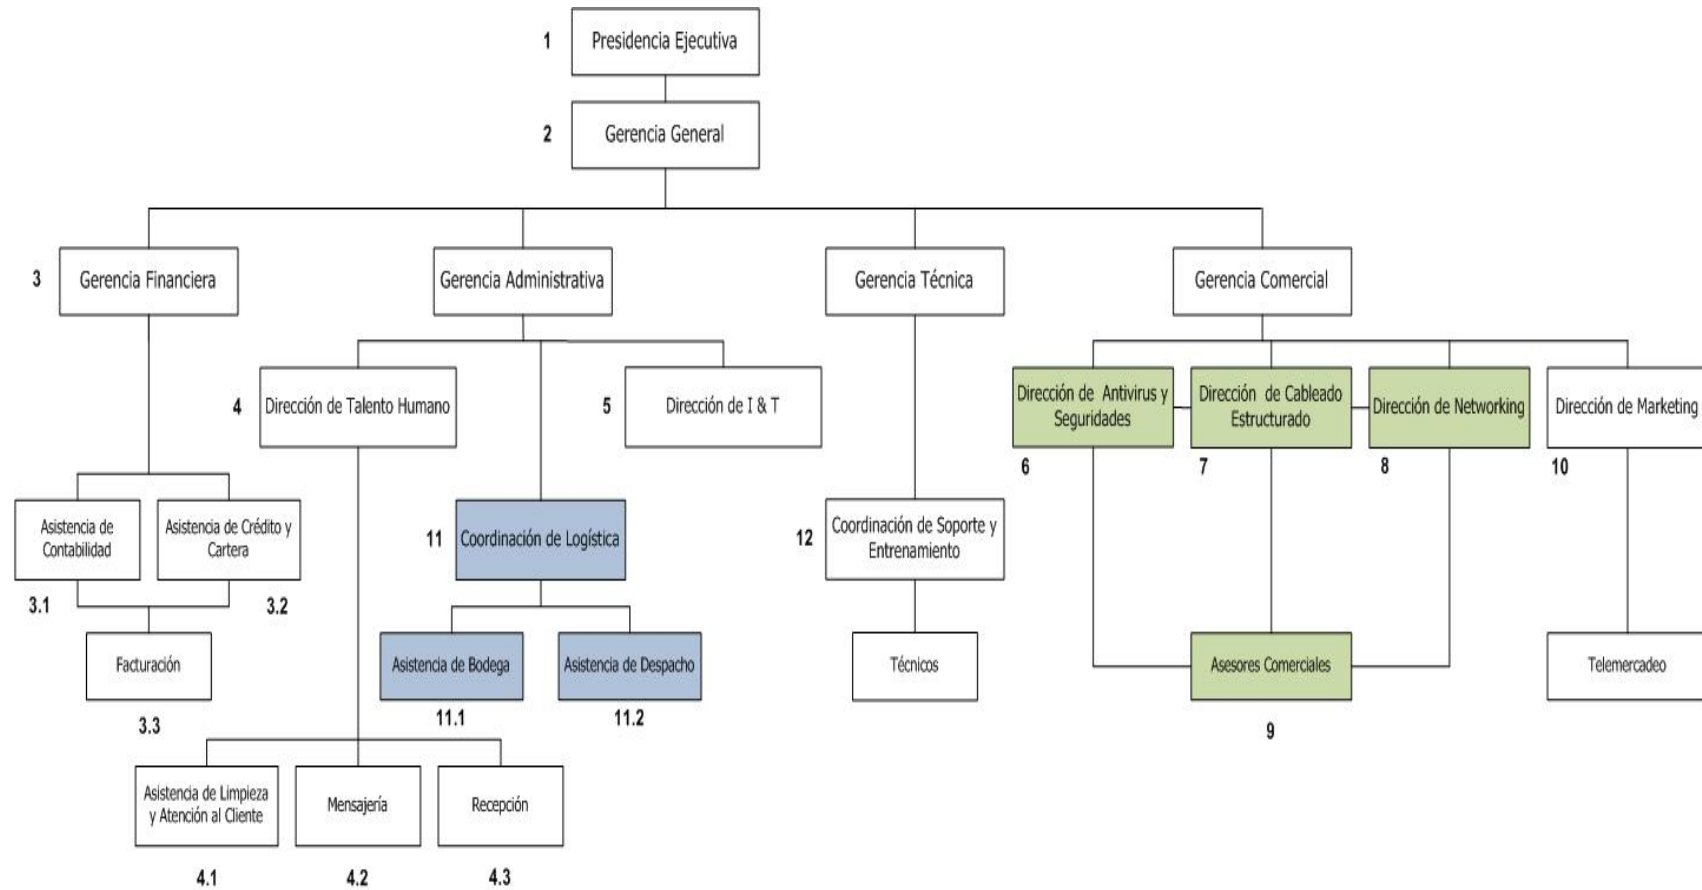 1
Presidencia Ejecutiva
2
Gerencia General
3
Gerencia Financiera
Gerencia Administrativa
Gerencia Técnica
Gerencia Comercial
4
Dirección de Talento Humano
5
Dirección de I & T
Dirección de Antivirus y
Seguridades
6
Dirección de Cableado
Estructurado
7
Dirección de Networking
8
Dirección de Marketing
10
Asistencia de
Contabilidad
3.1
Asistencia de Crédito y
Cartera
3.2
11
Coordinación de Logística
12
Coordinación de Soporte y
Entrenamiento
Facturación
3.3
Asistencia de Bodega
11.1
Asistencia de Despacho
11.2
Técnicos
Asesores Comerciales
9
Telemercadeo
Asistencia de Limpieza
y Atención al Cliente
4.1
Mensajería
4.2
Recepción
4.3